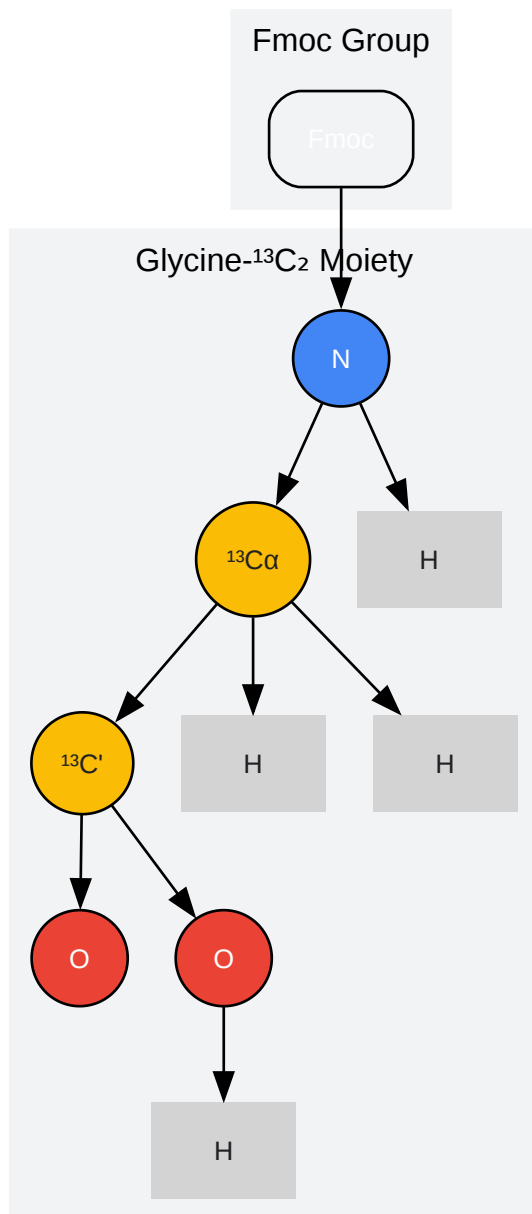 Fmoc Group
Fmoc
Glycine-¹³C₂ Moiety
N
¹³Cα
H
¹³C'
H
H
O
O
H